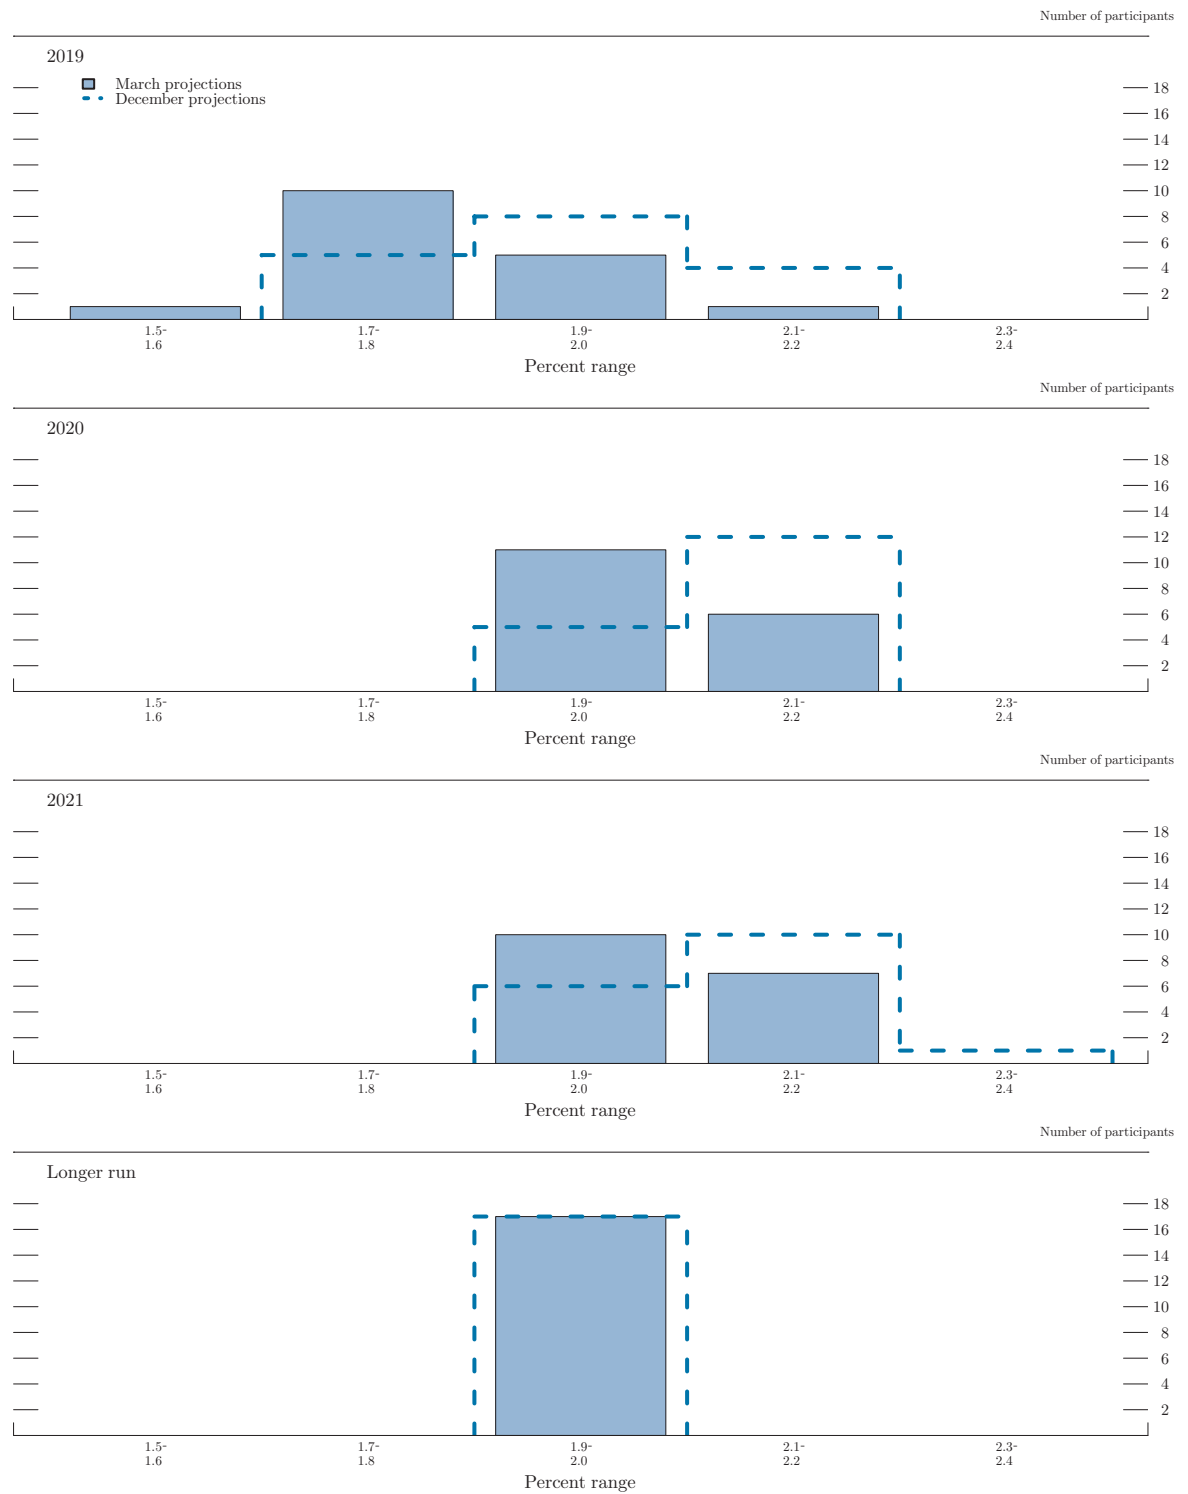 Number of participants
2019
March projections
December projections
18
16
14
12
10
8
6
4
2
1.5- 1.7- 1.9- 2.1- 2.3-
1.6 1.8 2.0 2.2 2.4
Percent range
Number of participants
2020
18
16
14
12
10
8
6
4
2
1.5- 1.7- 1.9- 2.1- 2.3-
1.6 1.8 2.0 2.2 2.4
Percent range
Number of participants
2021
18
16
14
12
10
8
6
4
2
1.5- 1.7- 1.9- 2.1- 2.3-
1.6 1.8 2.0 2.2 2.4
Percent range
Number of participants
Longer run
18
16
14
12
10
8
6
4
2
1.5- 1.7- 1.9- 2.1- 2.3-
1.6 1.8 2.0 2.2 2.4
Percent range